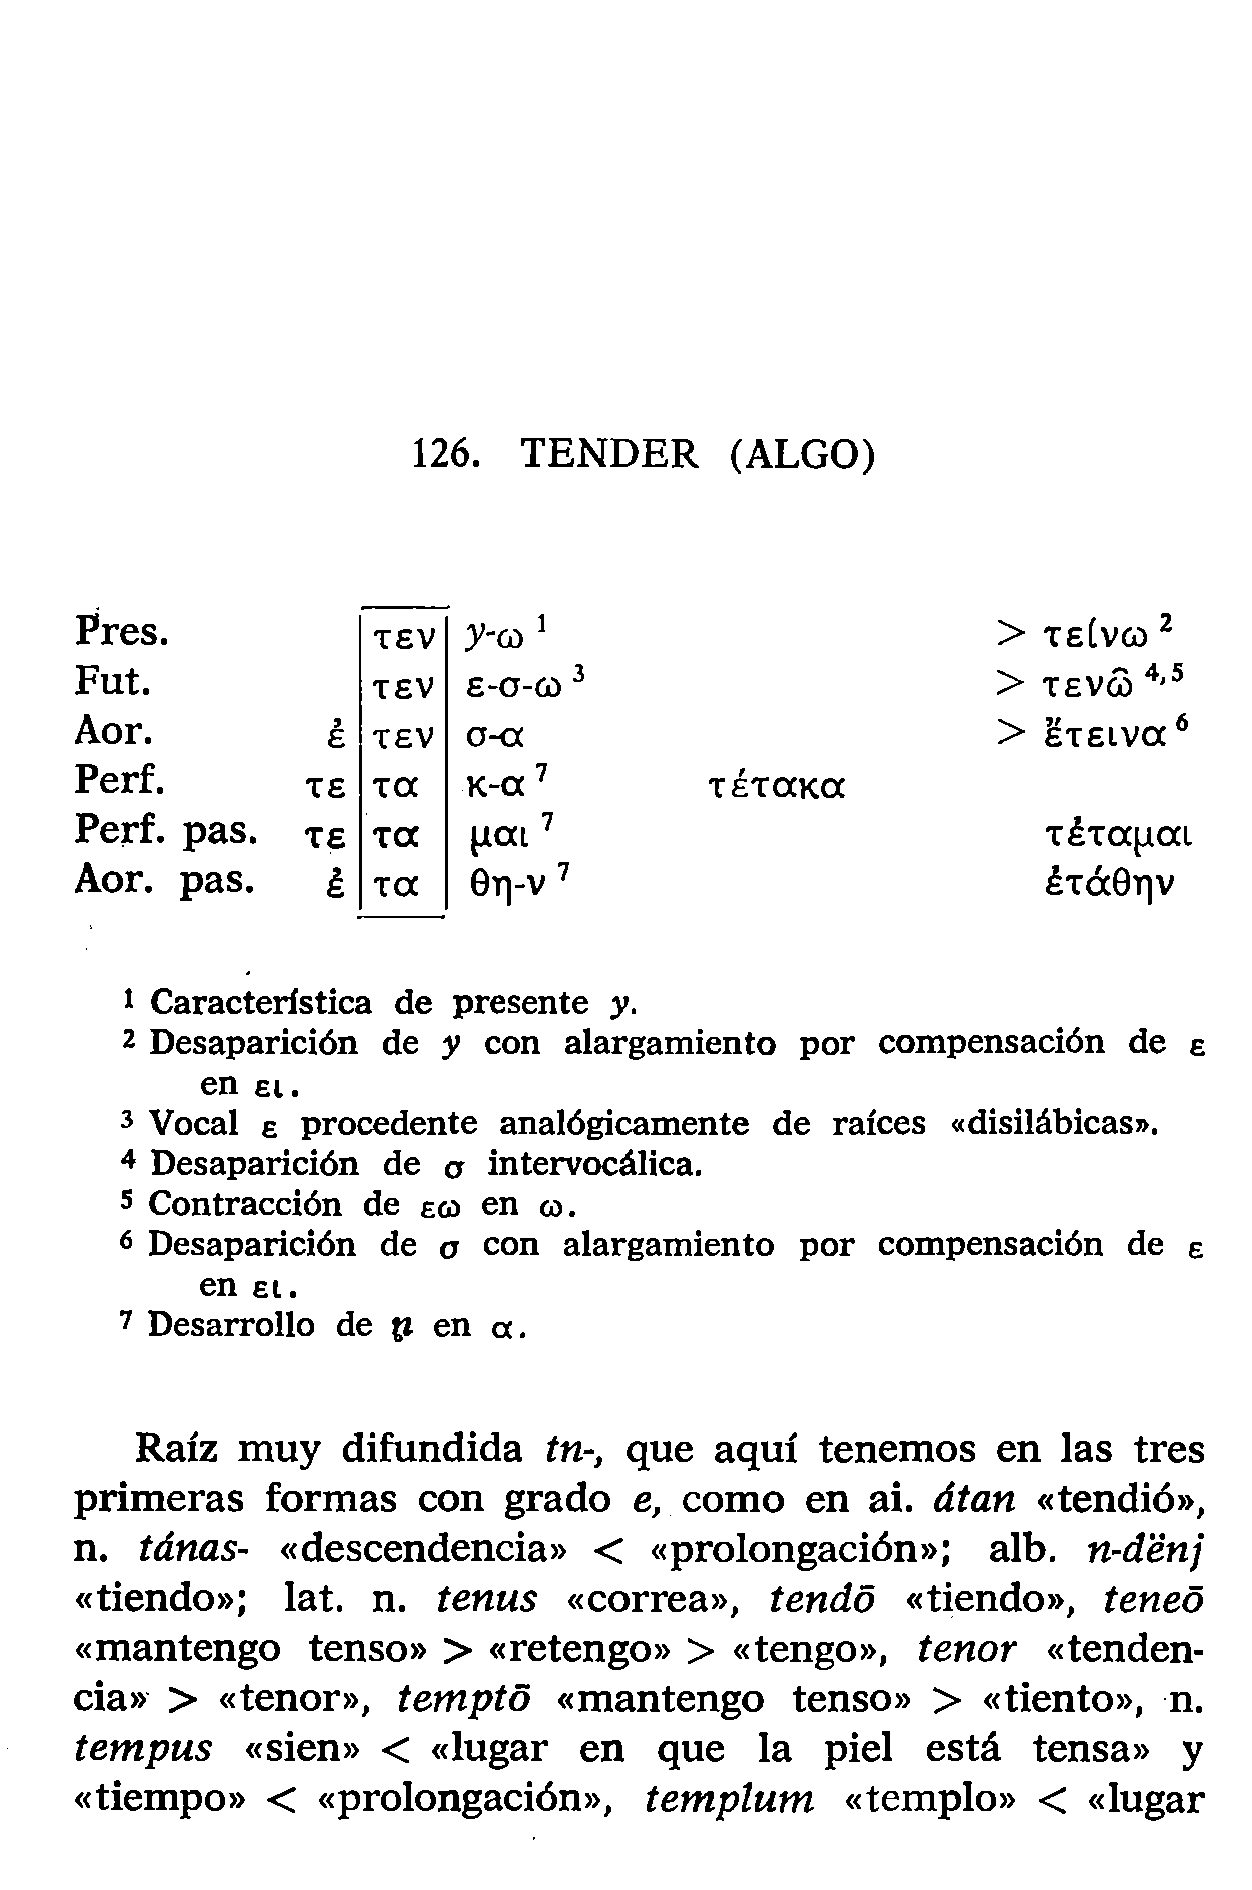 126. TENDER (ALGO)
Pres. τεν y-ω ¹ > τείνω ²
Fut. τεν ε-σ-ω ³ > τενῶ ⁴,⁵
Aor. ἐ τεν σ-α > ἔτεινα ⁶
Perf. τε τα κ-α ⁷ τέτακα
Perf. pas. τε τα μαι ⁷ τέταμαι
Aor. pas. ἐ τα θη-ν ⁷ ἐτάθην
¹ Característica de presente y.
² Desaparición de y con alargamiento por compensación de ε
en ει.
³ Vocal ε procedente analógicamente de raíces «disilábicas».
⁴ Desaparición de σ intervocálica.
⁵ Contracción de εω en ω.
⁶ Desaparición de σ con alargamiento por compensación de ε
en ει.
⁷ Desarrollo de n̥ en α.
Raíz muy difundida tn-, que aquí tenemos en las tres
primeras formas con grado e, como en ai. átan «tendió»,
n. tánas- «descendencia» < «prolongación»; alb. n-dënj
«tiendo»; lat. n. tenus «correa», tendō «tiendo», teneō
«mantengo tenso» > «retengo» > «tengo», tenor «tenden-
cia» > «tenor», temptō «mantengo tenso» > «tiento», n.
tempus «sien» < «lugar en que la piel está tensa» y
«tiempo» < «prolongación», templum «templo» < «lugar